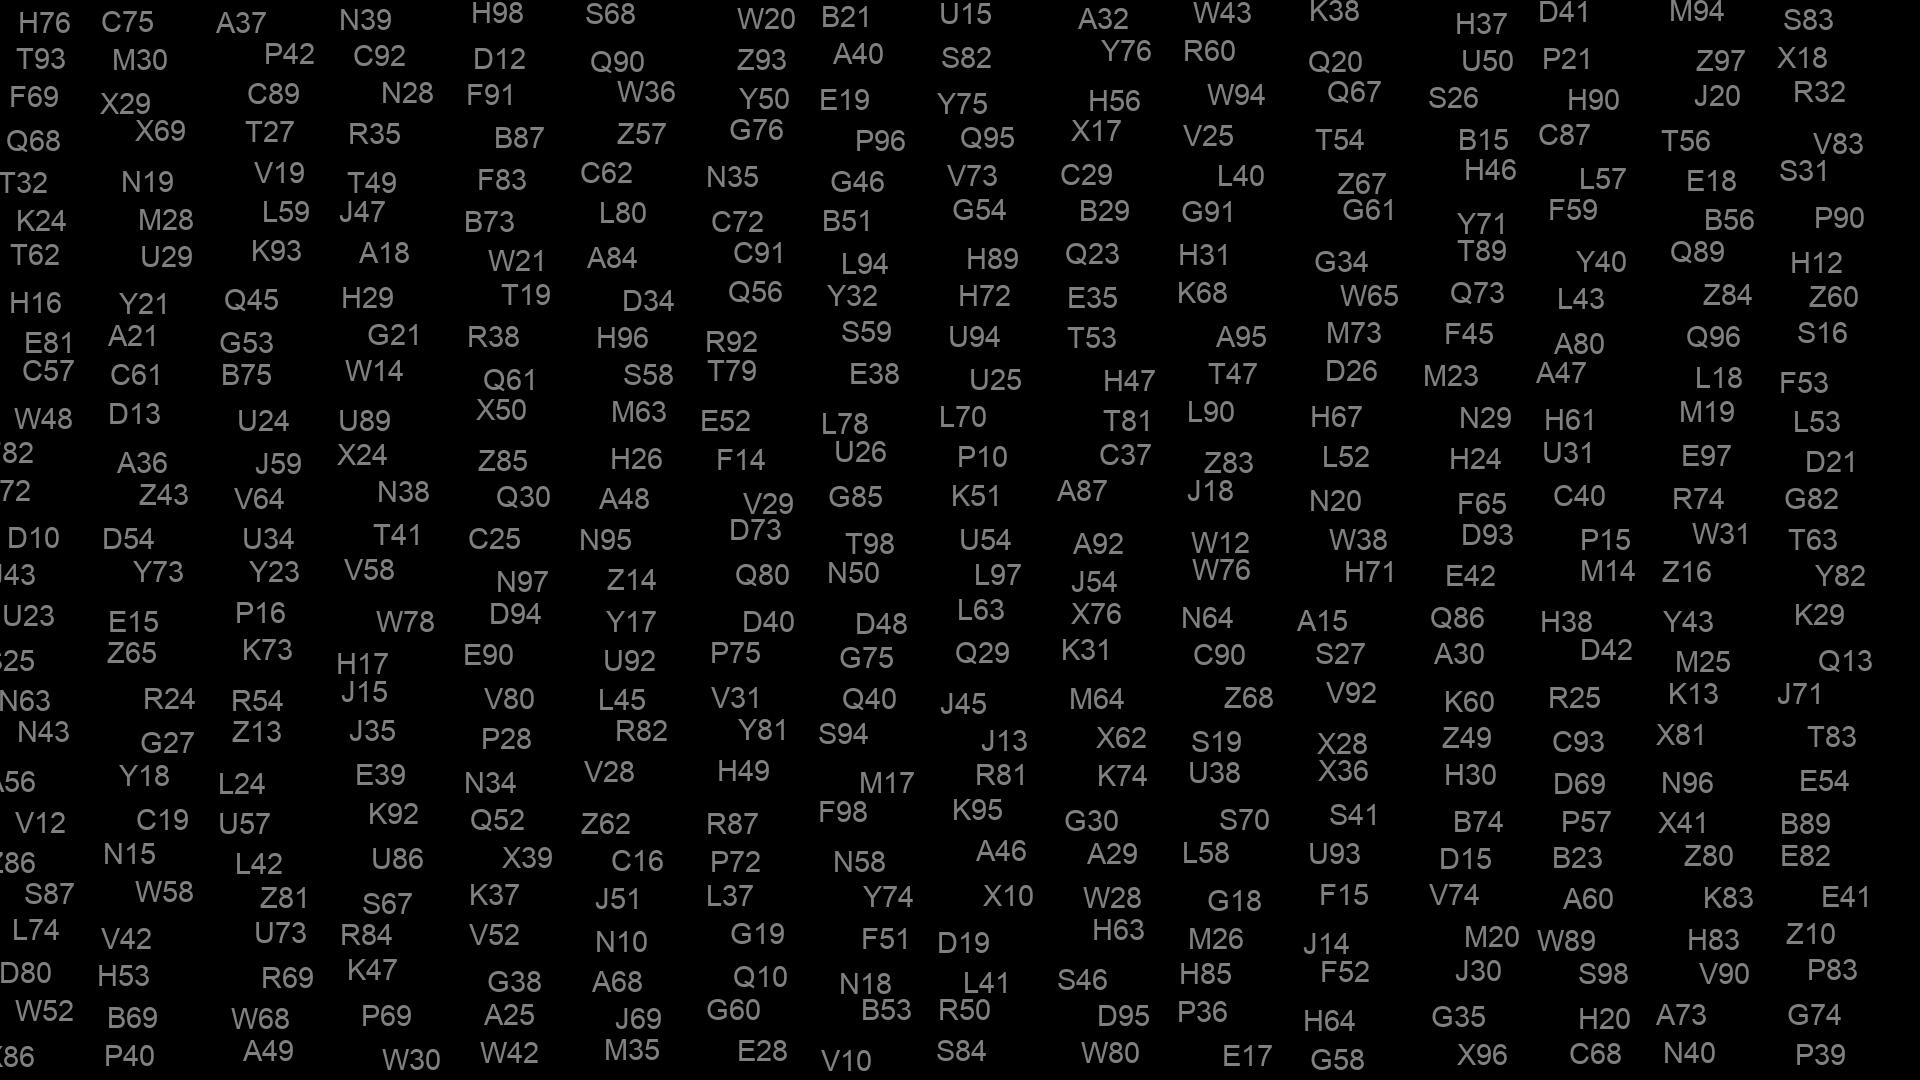 H76 C75 A37 N39 H98 S68 W20 B21 U15 A32 W43 K38 H37 D41 M94 S83
T93 M30 P42 C92 D12 Q90 Z93 A40 S82 Y76 R60 Q20 U50 P21 Z97 X18
F69 X29 C89 N28 F91 W36 Y50 E19 Y75 H56 W94 Q67 S26 H90 J20 R32
Q68 X69 T27 R35 B87 Z57 G76 P96 Q95 X17 V25 T54 B15 C87 T56 V83
T32 N19 V19 T49 F83 C62 N35 G46 V73 C29 L40 Z67 H46 L57 E18 S31
K24 M28 L59 J47 B73 L80 C72 B51 G54 B29 G91 G61 Y71 F59 B56 P90
T62 U29 K93 A18 W21 A84 C91 L94 H89 Q23 H31 G34 T89 Y40 Q89 H12
H16 Y21 Q45 H29 T19 D34 Q56 Y32 H72 E35 K68 W65 Q73 L43 Z84 Z60
E81 A21 G53 G21 R38 H96 R92 S59 U94 T53 A95 M73 F45 A80 Q96 S16
C57 C61 B75 W14 Q61 S58 T79 E38 U25 H47 T47 D26 M23 A47 L18 F53
W48 D13 U24 U89 X50 M63 E52 L78 L70 T81 L90 H67 N29 H61 M19 L53
82 A36 J59 X24 Z85 H26 F14 U26 P10 C37 Z83 L52 H24 U31 E97 D21
72 Z43 V64 N38 Q30 A48 V29 G85 K51 A87 J18 N20 F65 C40 R74 G82
D10 D54 U34 T41 C25 N95 D73 T98 U54 A92 W12 W38 D93 P15 W31 T63
43 Y73 Y23 V58 N97 Z14 Q80 N50 L97 J54 W76 H71 E42 M14 Z16 Y82
U23 E15 P16 W78 D94 Y17 D40 D48 L63 X76 N64 A15 Q86 H38 Y43 K29
25 Z65 K73 H17 E90 U92 P75 G75 Q29 K31 C90 S27 A30 D42 M25 Q13
N63 R24 R54 J15 V80 L45 V31 Q40 J45 M64 Z68 V92 K60 R25 K13 J71
N43 G27 Z13 J35 P28 R82 Y81 S94 J13 X62 S19 X28 Z49 C93 X81 T83
56 Y18 L24 E39 N34 V28 H49 M17 R81 K74 U38 X36 H30 D69 N96 E54
V12 C19 U57 K92 Q52 Z62 R87 F98 K95 G30 S70 S41 B74 P57 X41 B89
86 N15 L42 U86 X39 C16 P72 N58 A46 A29 L58 U93 D15 B23 Z80 E82
S87 W58 Z81 S67 K37 J51 L37 Y74 X10 W28 G18 F15 V74 A60 K83 E41
L74 V42 U73 R84 V52 N10 G19 F51 D19 H63 M26 J14 M20 W89 H83 Z10
D80 H53 R69 K47 G38 A68 Q10 N18 L41 S46 H85 F52 J30 S98 V90 P83
W52 B69 W68 P69 A25 J69 G60 B53 R50 D95 P36 H64 G35 H20 A73 G74
86 P40 A49 W30 W42 M35 E28 V10 S84 W80 E17 G58 X96 C68 N40 P39